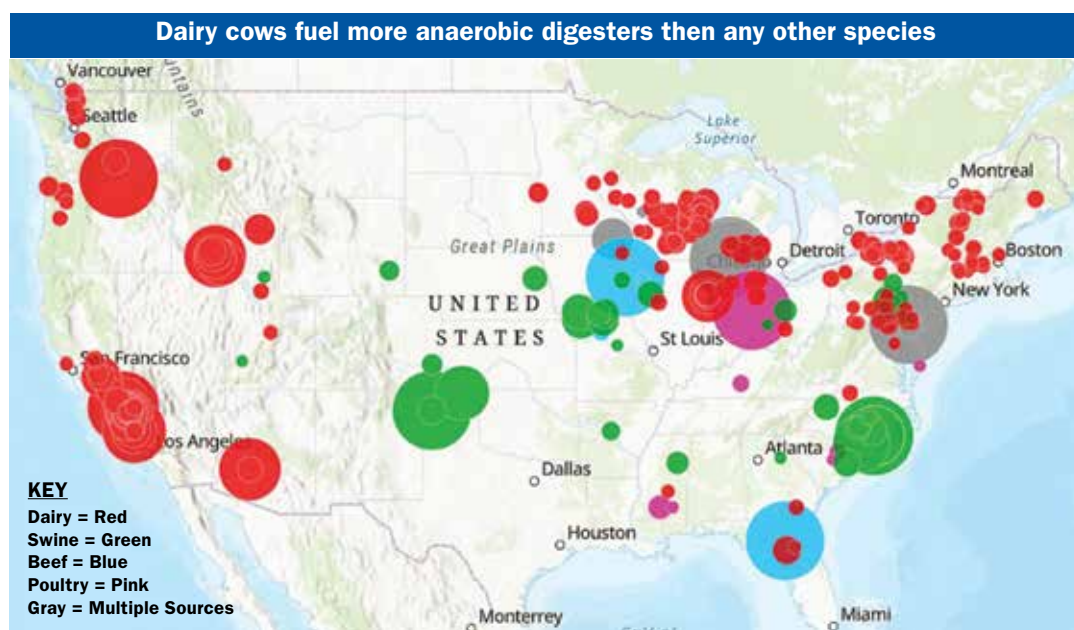 Dairy cows fuel more anaerobic digesters then any other species
Vancouver
Seattle
Lake
Superior
Montreal
Toronto
Great Plains
Detroit
Boston
Chicago
New York
UNITED
STATES
St Louis
San Francisco
Los Angeles
Atlanta
Dallas
Houston
Monterrey
Miami
KEY
Dairy = Red
Swine = Green
Beef = Blue
Poultry = Pink
Gray = Multiple Sources